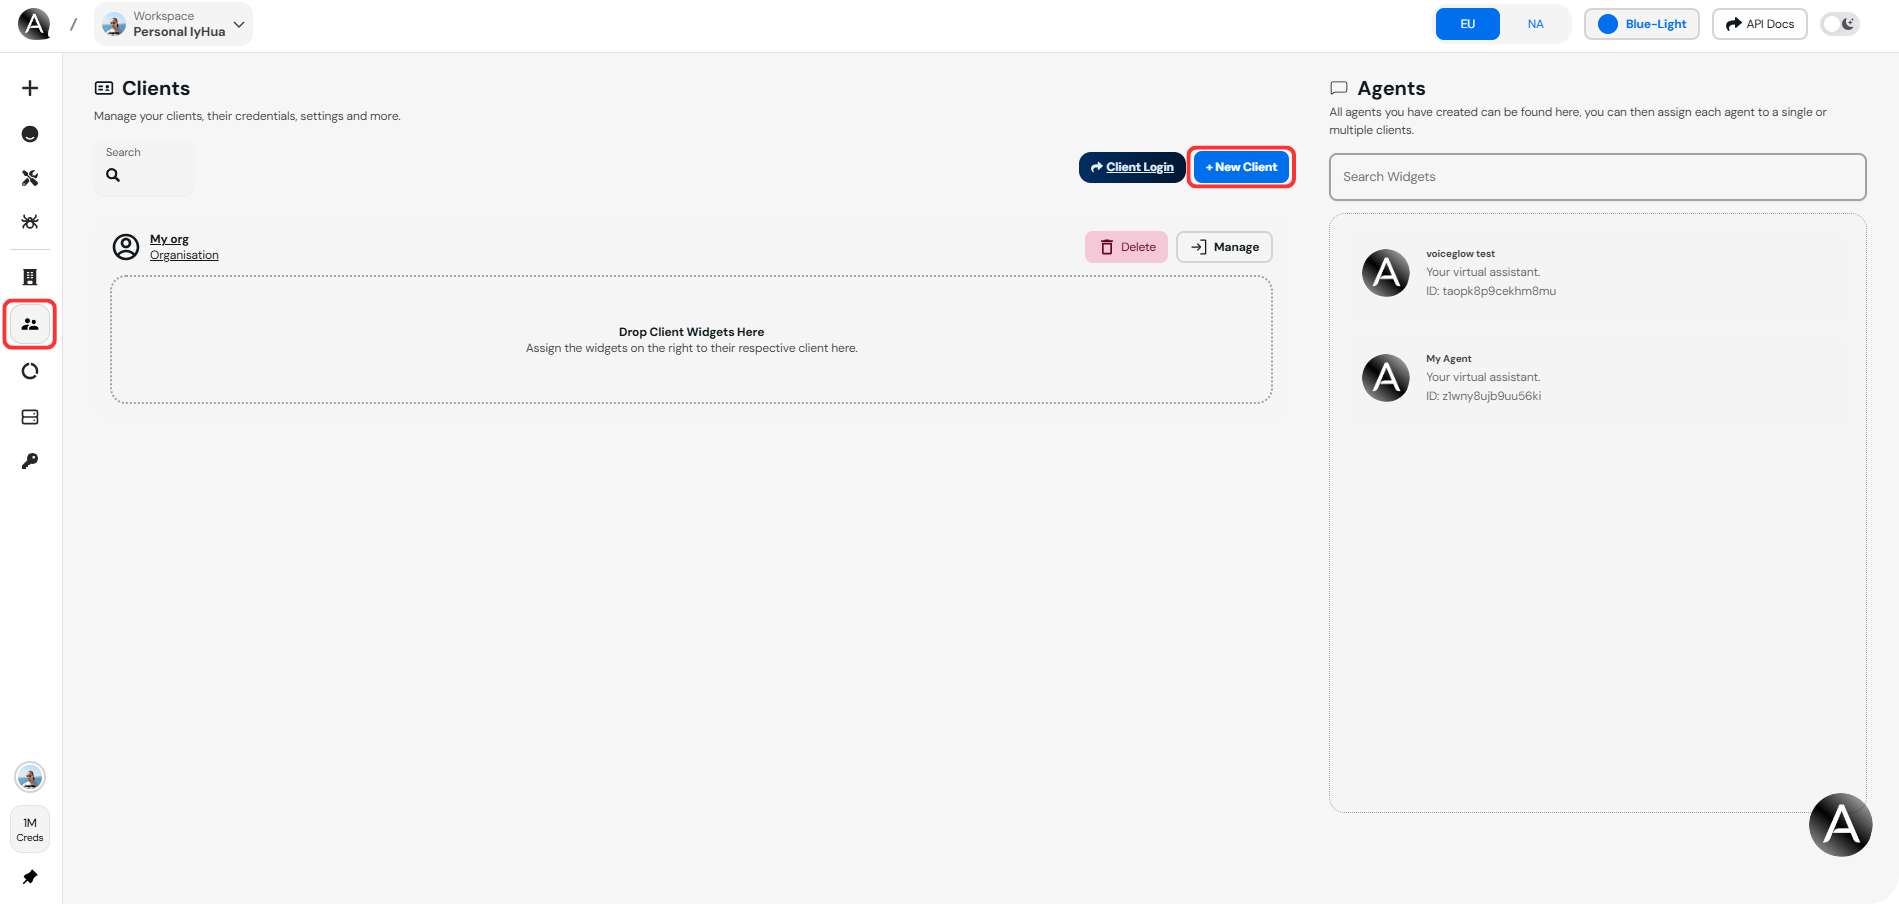 A
/
Workspace
Personal IyHua
EU
NA
Blue-Light
API Docs
Clients
Manage your clients, their credentials, settings and more.
Search
Client Login
+ New Client
My org
Organisation
Delete
Manage
Drop Client Widgets Here
Assign the widgets on the right to their respective client here.
Agents
All agents you have created can be found here, you can then assign each agent to a single or
multiple clients.
Search Widgets
A
voiceglow test
Your virtual assistant.
ID: taopk8p9cekhm8mu
A
My Agent
Your virtual assistant.
ID: z1wny8ujb9uu56ki
1M
Creds
A